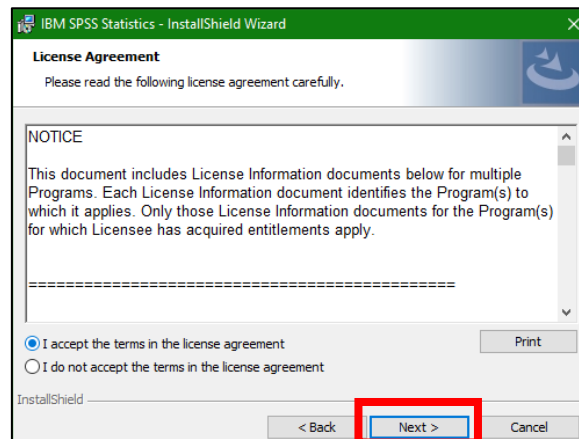 IBM SPSS Statistics - InstallShield Wizard
License Agreement
Please read the following license agreement carefully.
NOTICE
This document includes License Information documents below for multiple
Programs. Each License Information document identifies the Program(s) to
which it applies. Only those License Information documents for the Program(s)
for which Licensee has acquired entitlements apply.
==================================================
I accept the terms in the license agreement
Print
I do not accept the terms in the license agreement
InstallShield
< Back
Next >
Cancel